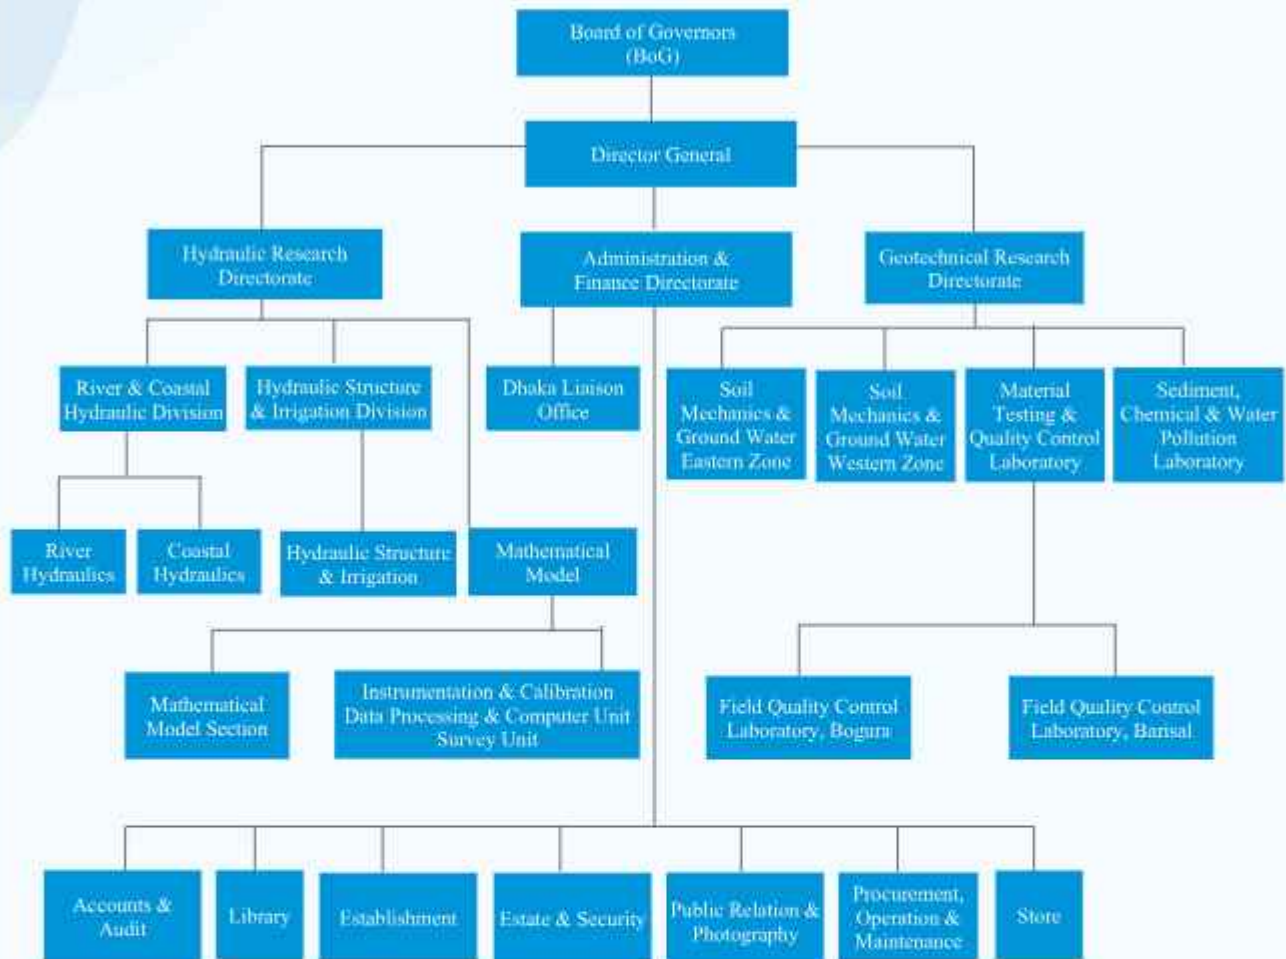 Board of Governors
(BoG)
Director General
Hydraulic Research
Directorate
Administration &
Finance Directorate
Geotechnical Research
Directorate
River & Coastal
Hydraulic Division
Hydraulic Structure
& Irrigation Division
Dhaka Liaison
Office
Soil
Mechanics &
Ground Water
Eastern Zone
Soil
Mechanics &
Ground Water
Western Zone
Material
Testing &
Quality Control
Laboratory
Sediment,
Chemical & Water
Pollution
Laboratory
River
Hydraulics
Coastal
Hydraulics
Hydraulic Structure
& Irrigation
Mathematical
Model
Mathematical
Model Section
Instrumentation & Calibration
Data Processing & Computer Unit
Survey Unit
Field Quality Control
Laboratory, Bogura
Field Quality Control
Laboratory, Barisal
Accounts &
Audit
Library
Establishment
Estate & Security
Public Relation &
Photography
Procurement,
Operation &
Maintenance
Store